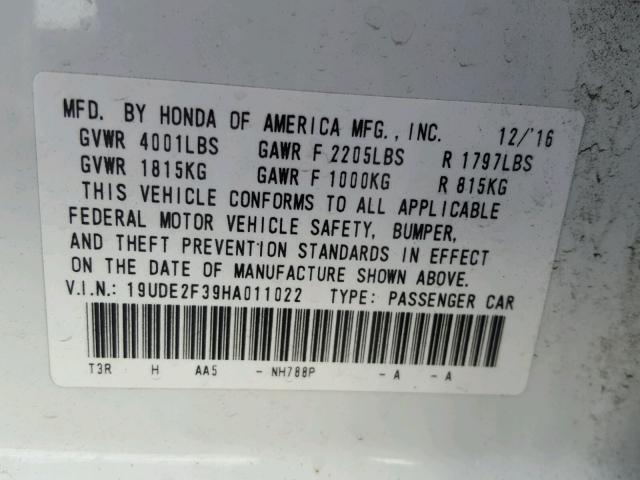 MFD. BY HONDA OF AMERICA MFG., INC. 12/'16
GVWR 4001LBS GAWR F 2205LBS R 1797LBS
GVWR 1815KG GAWR F 1000KG R 815KG
THIS VEHICLE CONFORMS TO ALL APPLICABLE
FEDERAL MOTOR VEHICLE SAFETY, BUMPER,
AND THEFT PREVENTION STANDARDS IN EFFECT
ON THE DATE OF MANUFACTURE SHOWN ABOVE.
V.I.N.: 19UDE2F39HA011022 TYPE: PASSENGER CAR
T3R H AA5 - NH788P - A - A